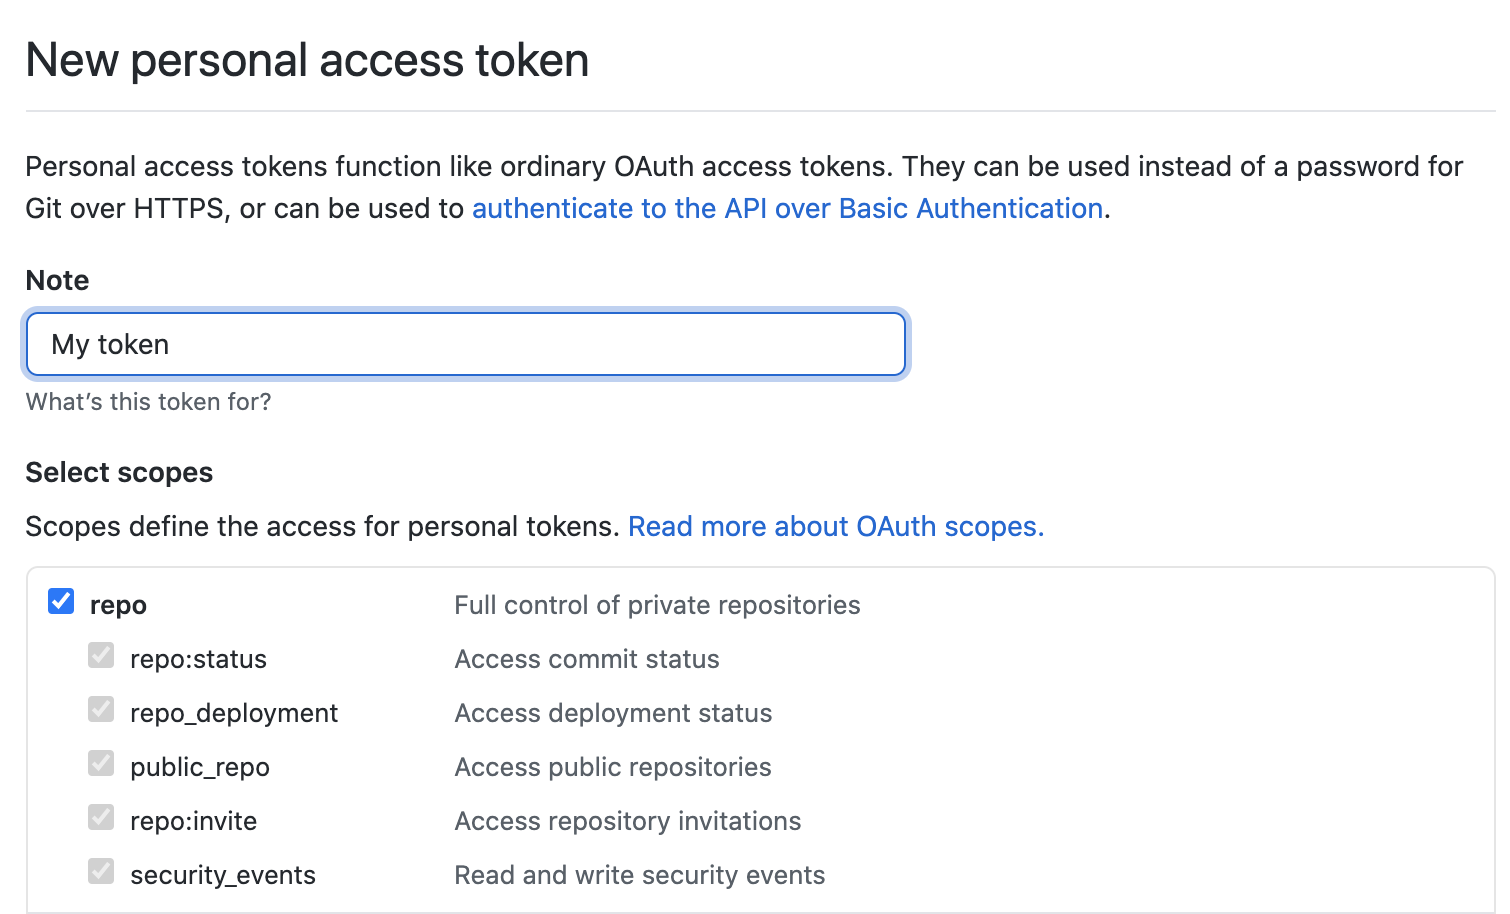 New personal access token
Personal access tokens function like ordinary OAuth access tokens. They can be used instead of a password for
Git over HTTPS, or can be used to authenticate to the API over Basic Authentication.
Note
My token
What’s this token for?
Select scopes
Scopes define the access for personal tokens. Read more about OAuth scopes.
repo Full control of private repositories
repo:status Access commit status
repo_deployment Access deployment status
public_repo Access public repositories
repo:invite Access repository invitations
security_events Read and write security events